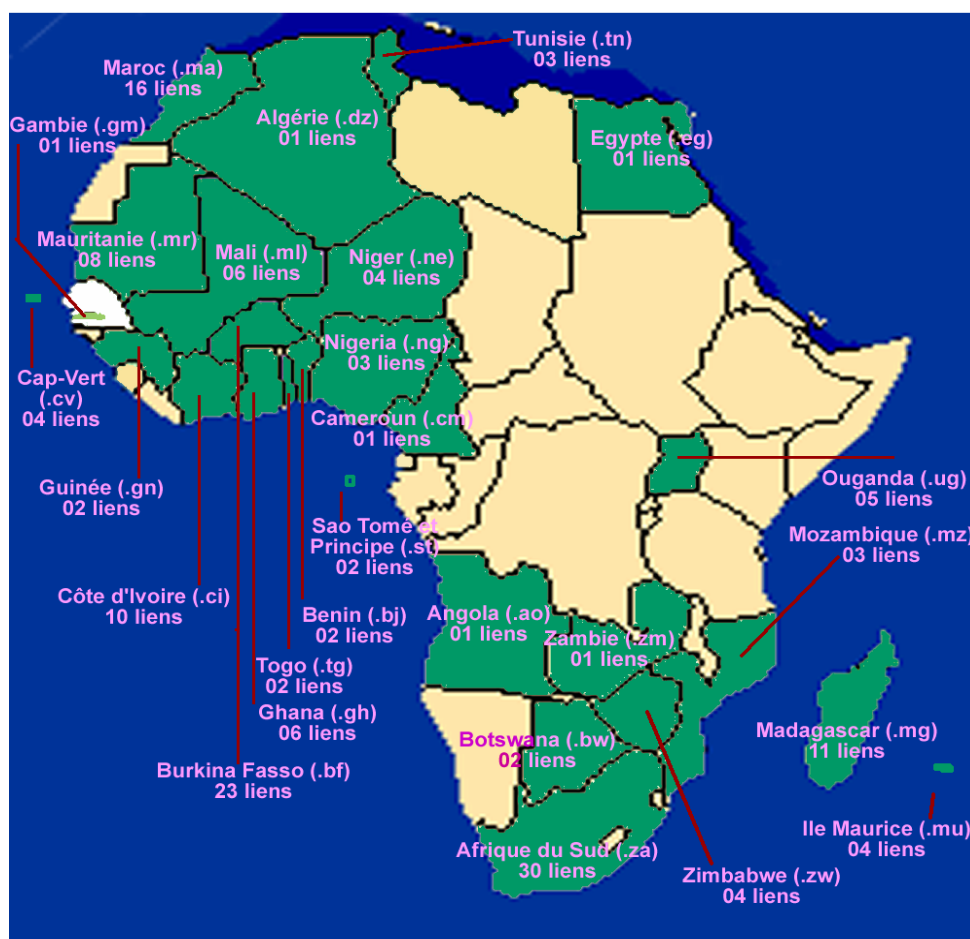 Tunisie (.tn)
03 liens
Maroc (.ma)
16 liens
Algérie (.dz)
01 liens
Gambie (.gm)
01 liens
Egypte (.eg)
01 liens
Mauritanie (.mr)
08 liens
Mali (.ml)
06 liens
Niger (.ne)
04 liens
Nigeria (.ng)
03 liens
Cap-Vert
(.cv)
04 liens
Cameroun (.cm)
01 liens
Guinée (.gn)
02 liens
Ouganda (.ug)
05 liens
Sao Tomé et
Principe (.st)
02 liens
Mozambique (.mz)
03 liens
Côte d'Ivoire (.ci)
10 liens
Benin (.bj)
02 liens
Angola (.ao)
01 liens
Zambie (.zm)
01 liens
Togo (.tg)
02 liens
Ghana (.gh)
06 liens
Botswana (.bw)
02 liens
Madagascar (.mg)
11 liens
Burkina Fasso (.bf)
23 liens
Ile Maurice (.mu)
04 liens
Afrique du Sud (.za)
30 liens
Zimbabwe (.zw)
04 liens